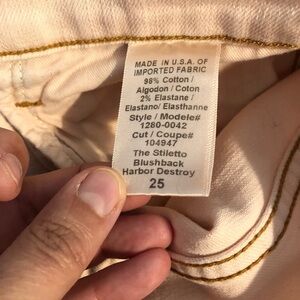 MADE IN U.S.A. OF
IMPORTED FABRIC
98% Cotton /
Algodon / Coton
2% Elastane /
Elastano/ Elasthanne
Style / Modele#
1280-0042
Cut / Coupe#
104947
The Stiletto
Blushback
Harbor Destroy
25